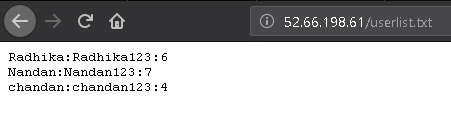 52.66.198.61/userlist.txt
Radhika:Radhika123:6
Nandan:Nandan123:7
chandan:chandan123:4